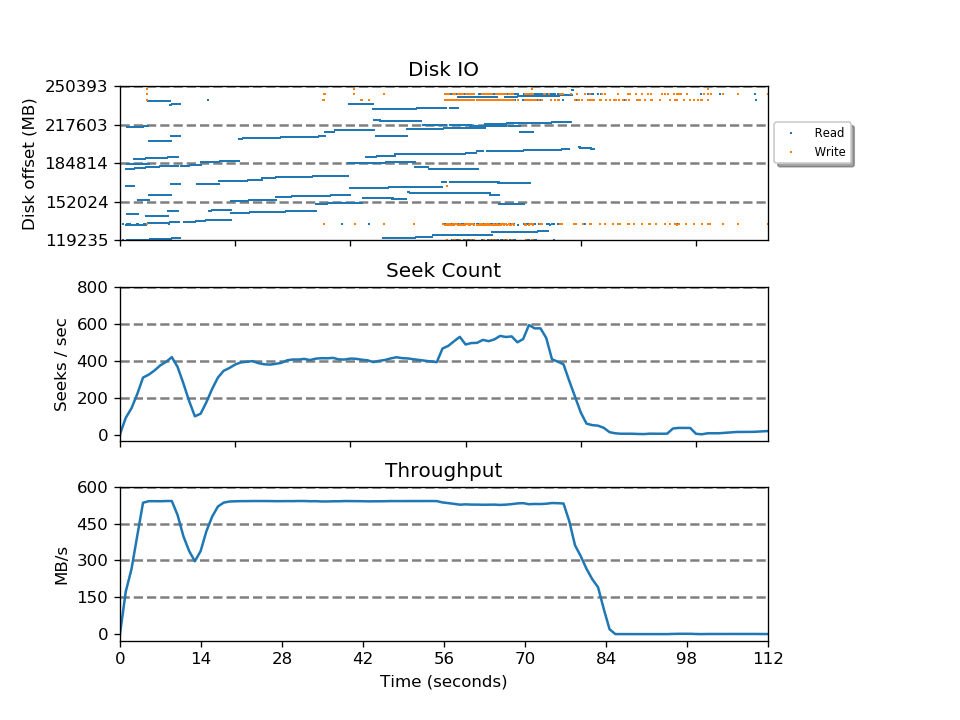 Disk IO
250393
217603
184814
152024
119235
Disk offset (MB)
Read
Write
Seek Count
800
600
400
200
0
Seeks / sec
Throughput
600
450
300
150
0
MB/s
0 14 28 42 56 70 84 98 112
Time (seconds)